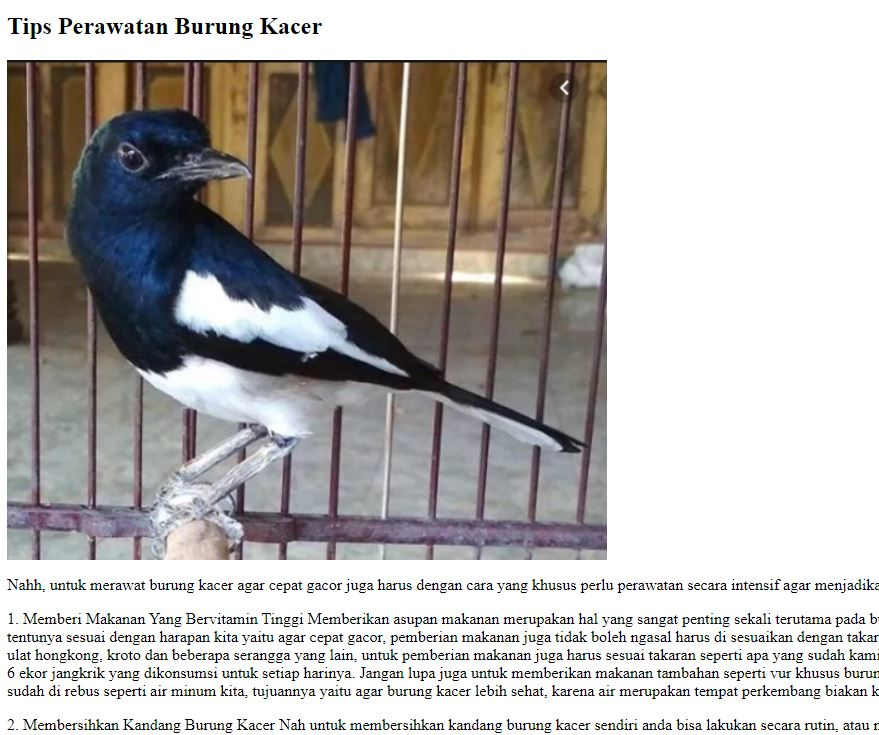 Tips Perawatan Burung Kacer
Nahh, untuk merawat burung kacer agar cepat gacor juga harus dengan cara yang khusus perlu perawatan secara intensif agar menjadika
1. Memberi Makanan Yang Bervitamin Tinggi Memberikan asupan makanan merupakan hal yang sangat penting sekali terutama pada
tentunya sesuai dengan harapan kita yaitu agar cepat gacor, pemberian makanan juga tidak boleh ngasal harus di sesuaikan dengan takar
ulat hongkong, kroto dan beberapa serangga yang lain, untuk pemberian makanan juga harus sesuai takaran seperti apa yang sudah kami
6 ekor jangkrik yang dikonsumsi untuk setiap harinya. Jangan lupa juga untuk memberikan makanan tambahan seperti vur khusus burun
sudah di rebus seperti air minum kita, tujuannya yaitu agar burung kacer lebih sehat, karena air merupakan tempat perkembang biakan
2. Membersihkan Kandang Burung Kacer Nah untuk membersihkan kandang burung kacer sendiri anda bisa lakukan secara rutin, atau